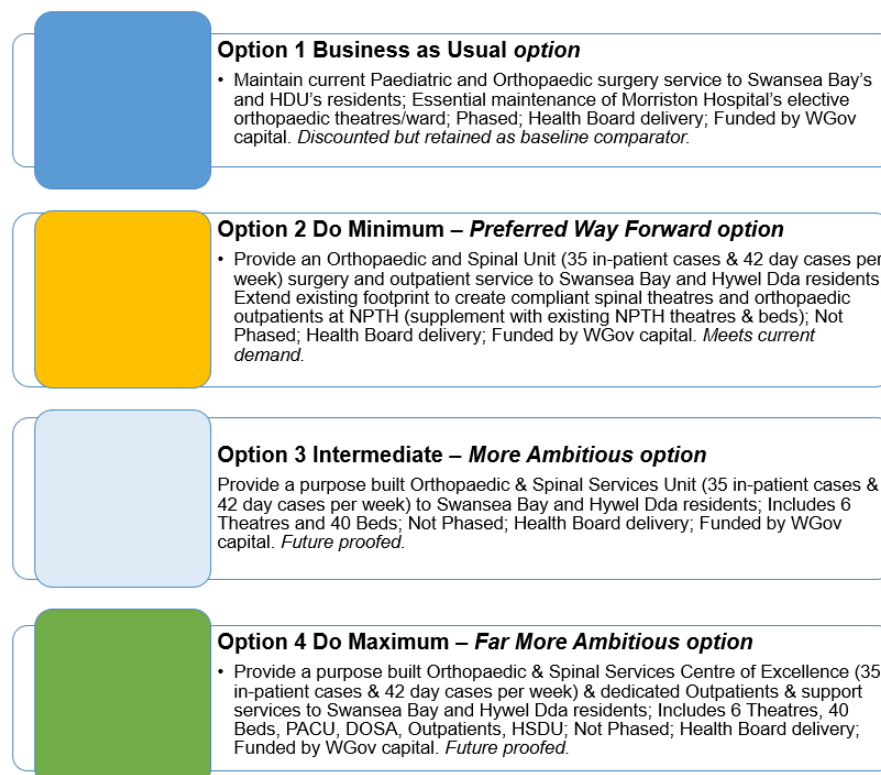 Option 1 Business as Usual option
• Maintain current Paediatric and Orthopaedic surgery service to Swansea Bay's
and HDU's residents; Essential maintenance of Morriston Hospital's elective
orthopaedic theatres/ward; Phased; Health Board delivery; Funded by WGov
capital. Discounted but retained as baseline comparator.
Option 2 Do Minimum – Preferred Way Forward option
• Provide an Orthopaedic and Spinal Unit (35 in-patient cases & 42 day cases per
week) surgery and outpatient service to Swansea Bay and Hywel Dda residents
Extend existing footprint to create compliant spinal theatres and orthopaedic
outpatients at NPTH (supplement with existing NPTH theatres & beds); Not
Phased; Health Board delivery; Funded by WGov capital. Meets current
demand.
Option 3 Intermediate – More Ambitious option
Provide a purpose built Orthopaedic & Spinal Services Unit (35 in-patient cases &
42 day cases per week) to Swansea Bay and Hywel Dda residents; Includes 6
Theatres and 40 Beds; Not Phased; Health Board delivery; Funded by WGov
capital. Future proofed.
Option 4 Do Maximum – Far More Ambitious option
• Provide a purpose built Orthopaedic & Spinal Services Centre of Excellence (35
in-patient cases & 42 day cases per week) & dedicated Outpatients & support
services to Swansea Bay and Hywel Dda residents; Includes 6 Theatres, 40
Beds, PACU, DOSA, Outpatients, HSDU; Not Phased; Health Board delivery;
Funded by WGov capital. Future proofed.